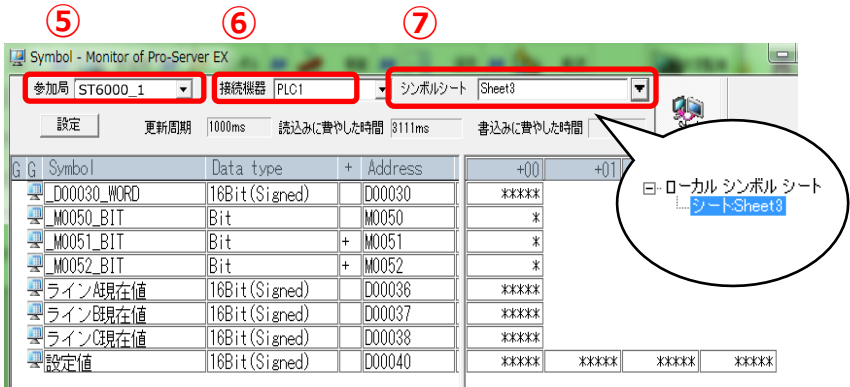 ⑤ ⑥ ⑦
Symbol - Monitor of Pro-Server EX
参加局 ST6000_1 接続機器 PLC1 シンボルシート Sheet3
設定 更新周期 1000ms 読込みに費やした時間 3111ms 書込みに費やした時間
G G Symbol Data type + Address +00 +01
_D00030_WORD 16Bit(Signed) D00030 *****
_M0050_BIT Bit M0050 *
_M0051_BIT Bit + M0051 *
_M0052_BIT Bit + M0052 *
ラインA現在値 16Bit(Signed) D00036 *****
ラインB現在値 16Bit(Signed) D00037 *****
ラインC現在値 16Bit(Signed) D00038 *****
設定値 16Bit(Signed) D00040 ***** ***** ***** *****
ローカル シンボル シート
シート:Sheet3